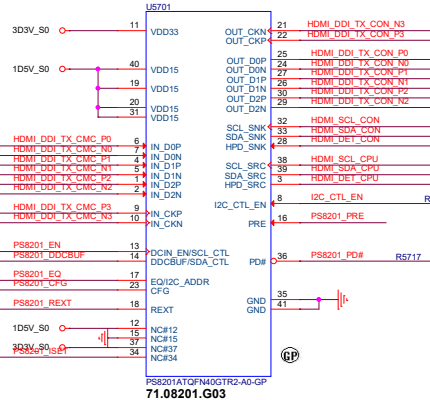 U5701
3D3V_S0 11 VDD33
1D5V_S0 40 VDD15
19 VDD15
20 VDD15
31 VDD15
HDMI_DDI_TX_CMC_P0 6 IN_D0P
HDMI_DDI_TX_CMC_N0 7 IN_D0N
HDMI_DDI_TX_CMC_P1 4 IN_D1P
HDMI_DDI_TX_CMC_N1 5 IN_D1N
HDMI_DDI_TX_CMC_P2 1 IN_D2P
HDMI_DDI_TX_CMC_N2 2 IN_D2N
HDMI_DDI_TX_CMC_P3 9 IN_CKP
HDMI_DDI_TX_CMC_N3 10 IN_CKN
PS8201_EN 13 DCIN_EN/SCL_CTL
PS8201_DDCBUF 14 DDCBUF/SDA_CTL
PS8201_EQ 17 EQ/I2C_ADDR
PS8201_CFG 23 CFG
PS8201_REXT 18 REXT
1D5V_S0 12 NC#12
15 NC#15
3D3V_S0 37 NC#37
PS8201_ISET 34 NC#34
OUT_CKN 21 HDMI_DDI_TX_CON_N3
OUT_CKP 22 HDMI_DDI_TX_CON_P3
OUT_D0P 25 HDMI_DDI_TX_CON_P0
OUT_D0N 24 HDMI_DDI_TX_CON_N0
OUT_D1P 27 HDMI_DDI_TX_CON_P1
OUT_D1N 26 HDMI_DDI_TX_CON_N1
OUT_D2P 30 HDMI_DDI_TX_CON_P2
OUT_D2N 29 HDMI_DDI_TX_CON_N2
SCL_SNK 32 HDMI_SCL_CON
SDA_SNK 33 HDMI_SDA_CON
HPD_SNK 28 HDMI_DET_CON
SCL_SRC 38 HDMI_SCL_CPU
SDA_SRC 39 HDMI_SDA_CPU
HPD_SRC 3 HDMI_DET_CPU
I2C_CTL_EN 8 I2C_CTL_EN R
PRE 16 PS8201_PRE
PD# 36 PS8201_PD# R5717
GND 35
GND 41
GP
PS8201ATQFN40GTR2-A0-GP
71.08201.G03